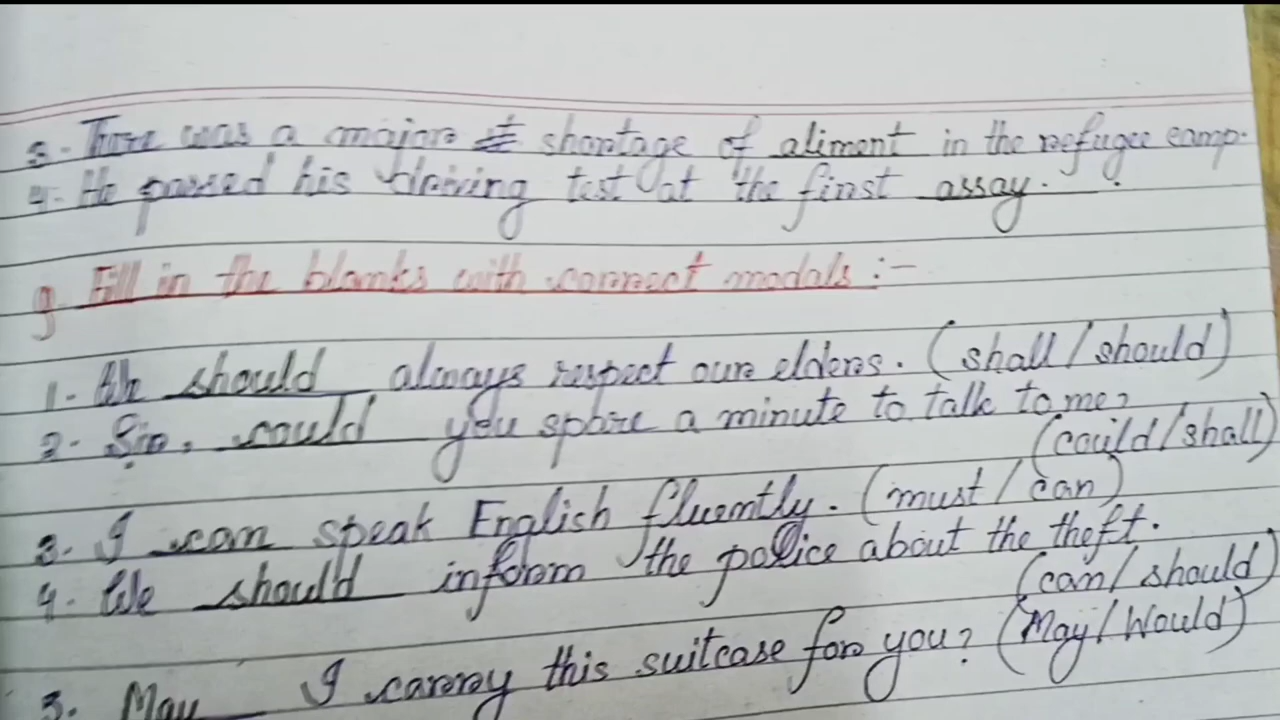 3. There was a major shortage of aliment in the refugee camp.
4. He passed his driving test at the first assay.
g. Fill in the blanks with correct modals :-
1. We should always respect our elders. (shall / should)
2. Sir, could you spare a minute to talk to me?
(could/shall)
3. I can speak English fluently. (must / can)
4. We should inform the police about the theft.
(can/ should)
5. May I carry this suitcase for you? (May/ Would)